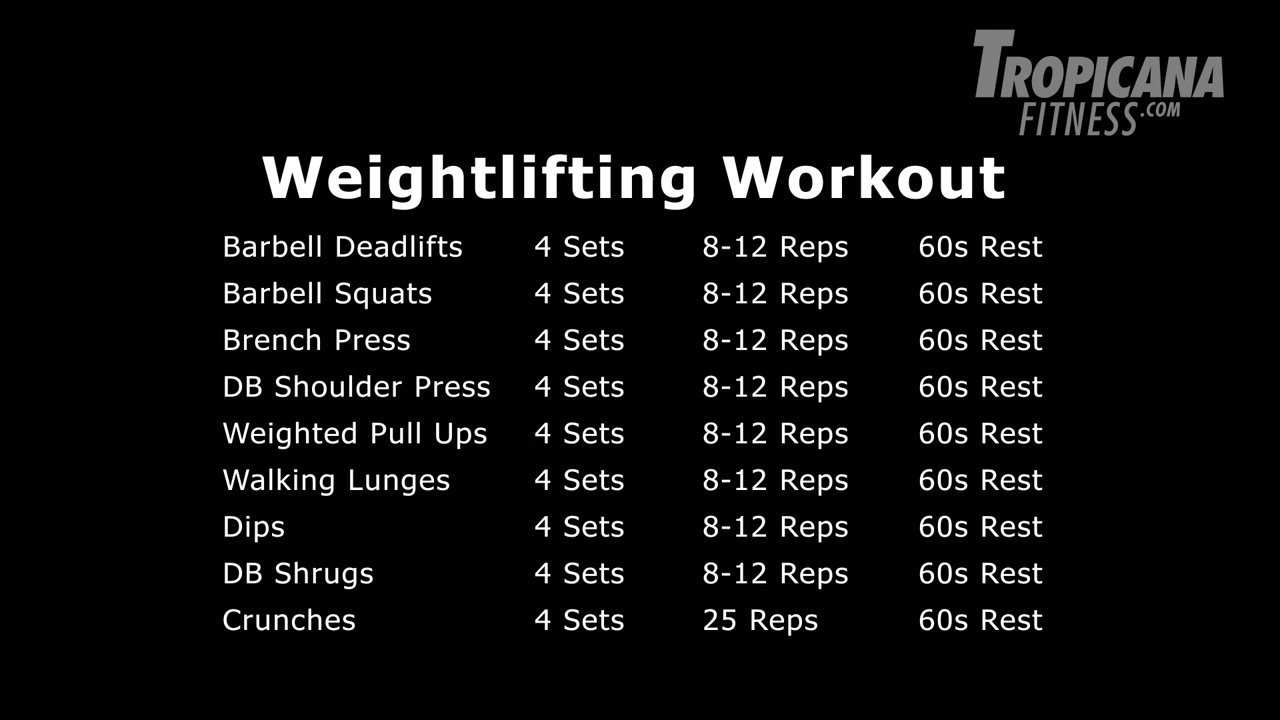 TROPICANA
FITNESS.COM
Weightlifting Workout
Barbell Deadlifts 4 Sets 8-12 Reps 60s Rest
Barbell Squats 4 Sets 8-12 Reps 60s Rest
Brench Press 4 Sets 8-12 Reps 60s Rest
DB Shoulder Press 4 Sets 8-12 Reps 60s Rest
Weighted Pull Ups 4 Sets 8-12 Reps 60s Rest
Walking Lunges 4 Sets 8-12 Reps 60s Rest
Dips 4 Sets 8-12 Reps 60s Rest
DB Shrugs 4 Sets 8-12 Reps 60s Rest
Crunches 4 Sets 25 Reps 60s Rest